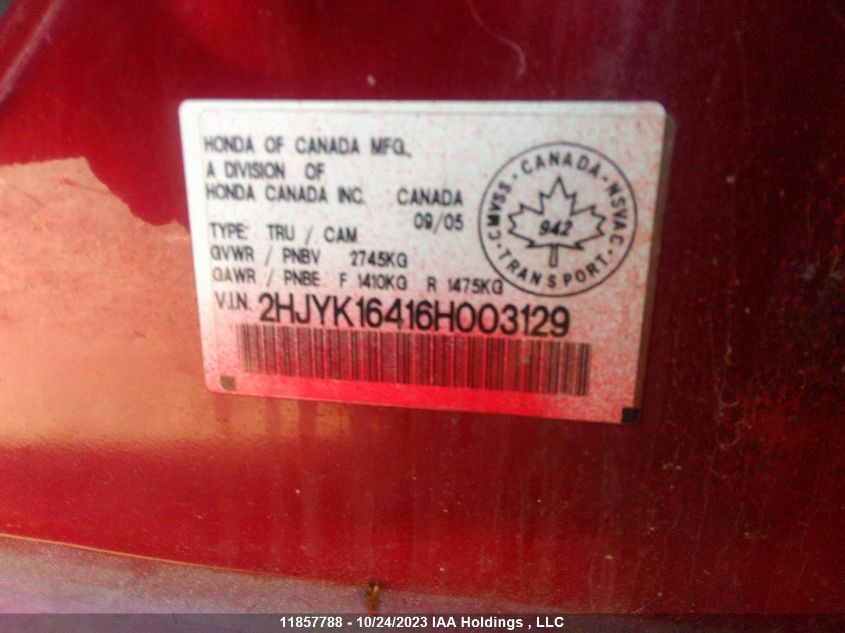 HONDA OF CANADA MFG.,
A DIVISION OF
HONDA CANADA INC. CANADA
09/05
TYPE: TRU / CAM
GVWR / PNBV 2745KG
GAWR / PNBE F 1410KG R 1475KG
V.I.N. 2HJYK16416H003129
CMVSS · CANADA · NSVAC
942
· TRANSPORT ·
11857788 - 10/24/2023 IAA Holdings , LLC